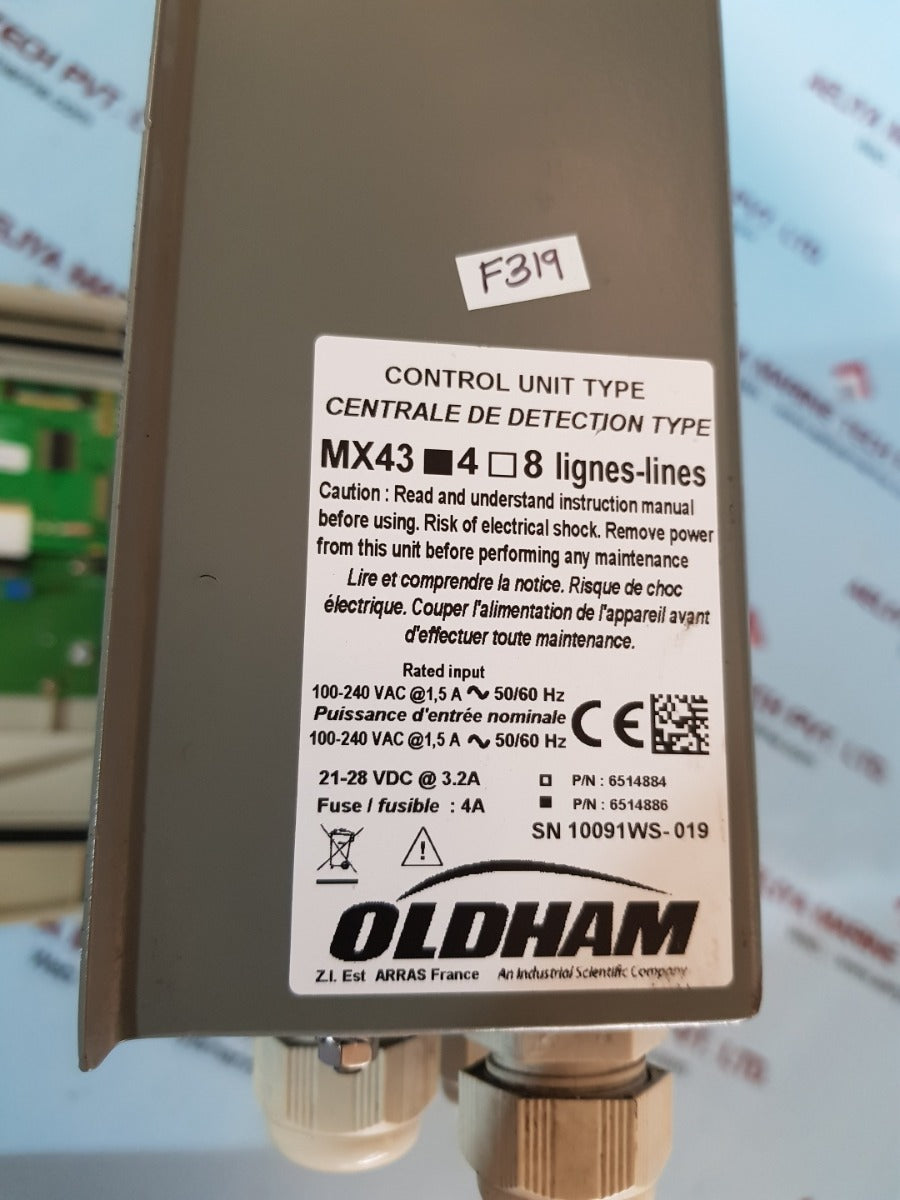 F319
CONTROL UNIT TYPE
CENTRALE DE DETECTION TYPE
MX43 ■4 □8 lignes-lines
Caution : Read and understand instruction manual
before using. Risk of electrical shock. Remove power
from this unit before performing any maintenance
Lire et comprendre la notice. Risque de choc
électrique. Couper l'alimentation de l'appareil avant
d'effectuer toute maintenance.
Rated input
100-240 VAC @1,5 A ∿ 50/60 Hz
Puissance d'entrée nominale
100-240 VAC @1,5 A ∿ 50/60 Hz
CE
21-28 VDC @ 3.2A
Fuse / fusible : 4A
□ P/N : 6514884
■ P/N : 6514886
SN 10091WS-019
OLDHAM
Z.I. Est ARRAS France An Industrial Scientific Company